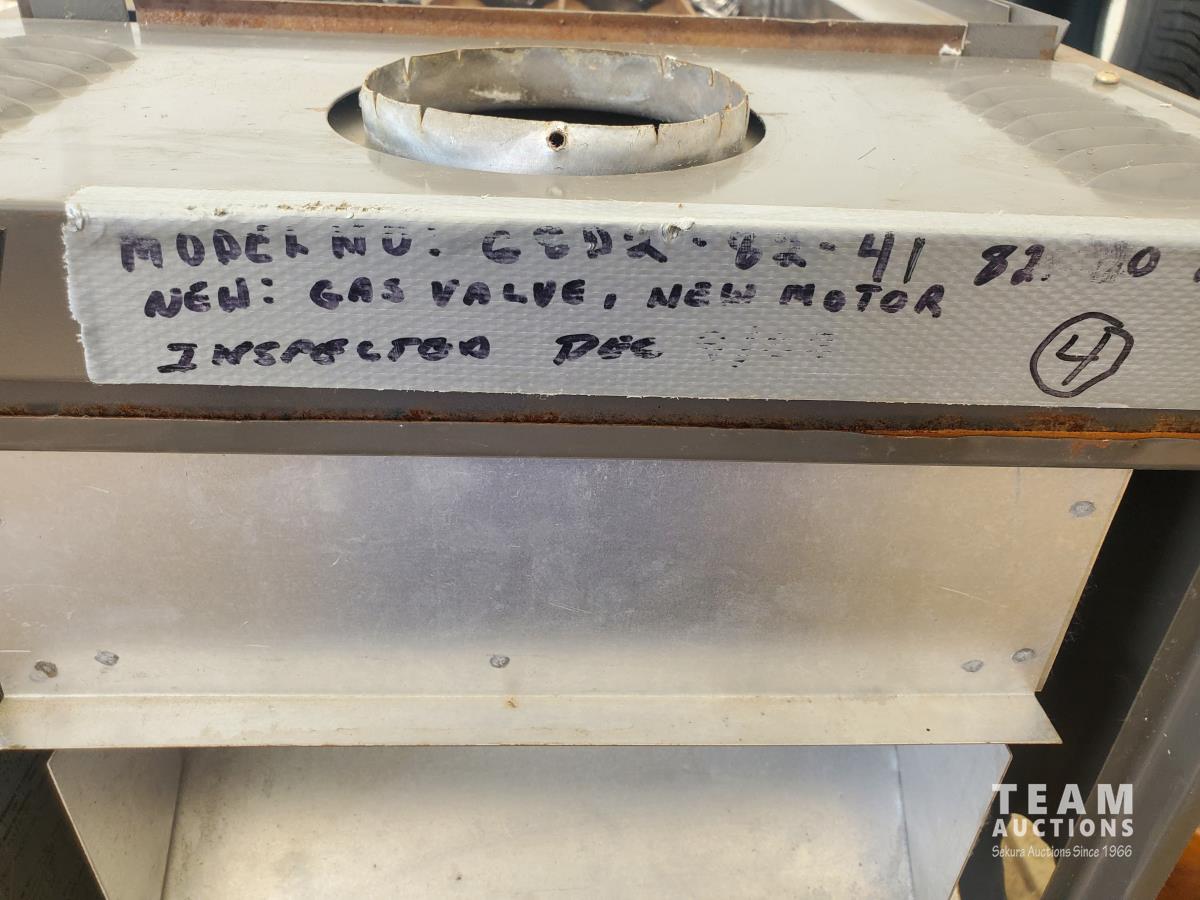 MODEL NO: GSD2-82-41 82
NEW: GAS VALVE, NEW MOTOR
INSPECTED DEC
4
TEAM
AUCTIONS
Sekura Auctions Since 1966